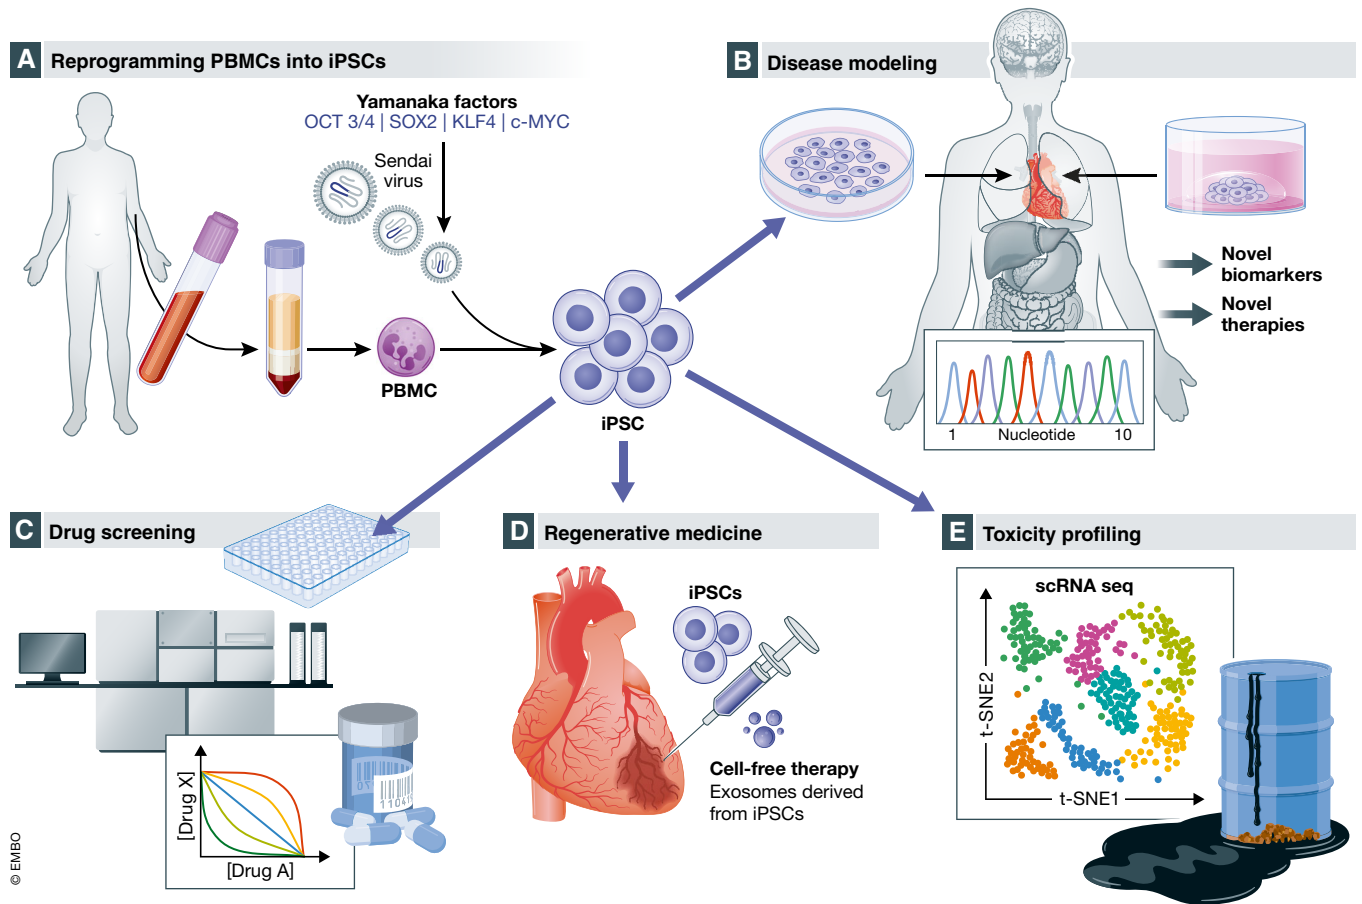 A Reprogramming PBMCs into iPSCs
Yamanaka factors
OCT 3/4 | SOX2 | KLF4 | c-MYC
Sendai
virus
PBMC
iPSC
B Disease modeling
Novel
biomarkers
Novel
therapies
1 Nucleotide 10
C Drug screening
[Drug X]
[Drug A]
D Regenerative medicine
iPSCs
Cell-free therapy
Exosomes derived
from iPSCs
E Toxicity profiling
scRNA seq
t-SNE2
t-SNE1
© EMBO